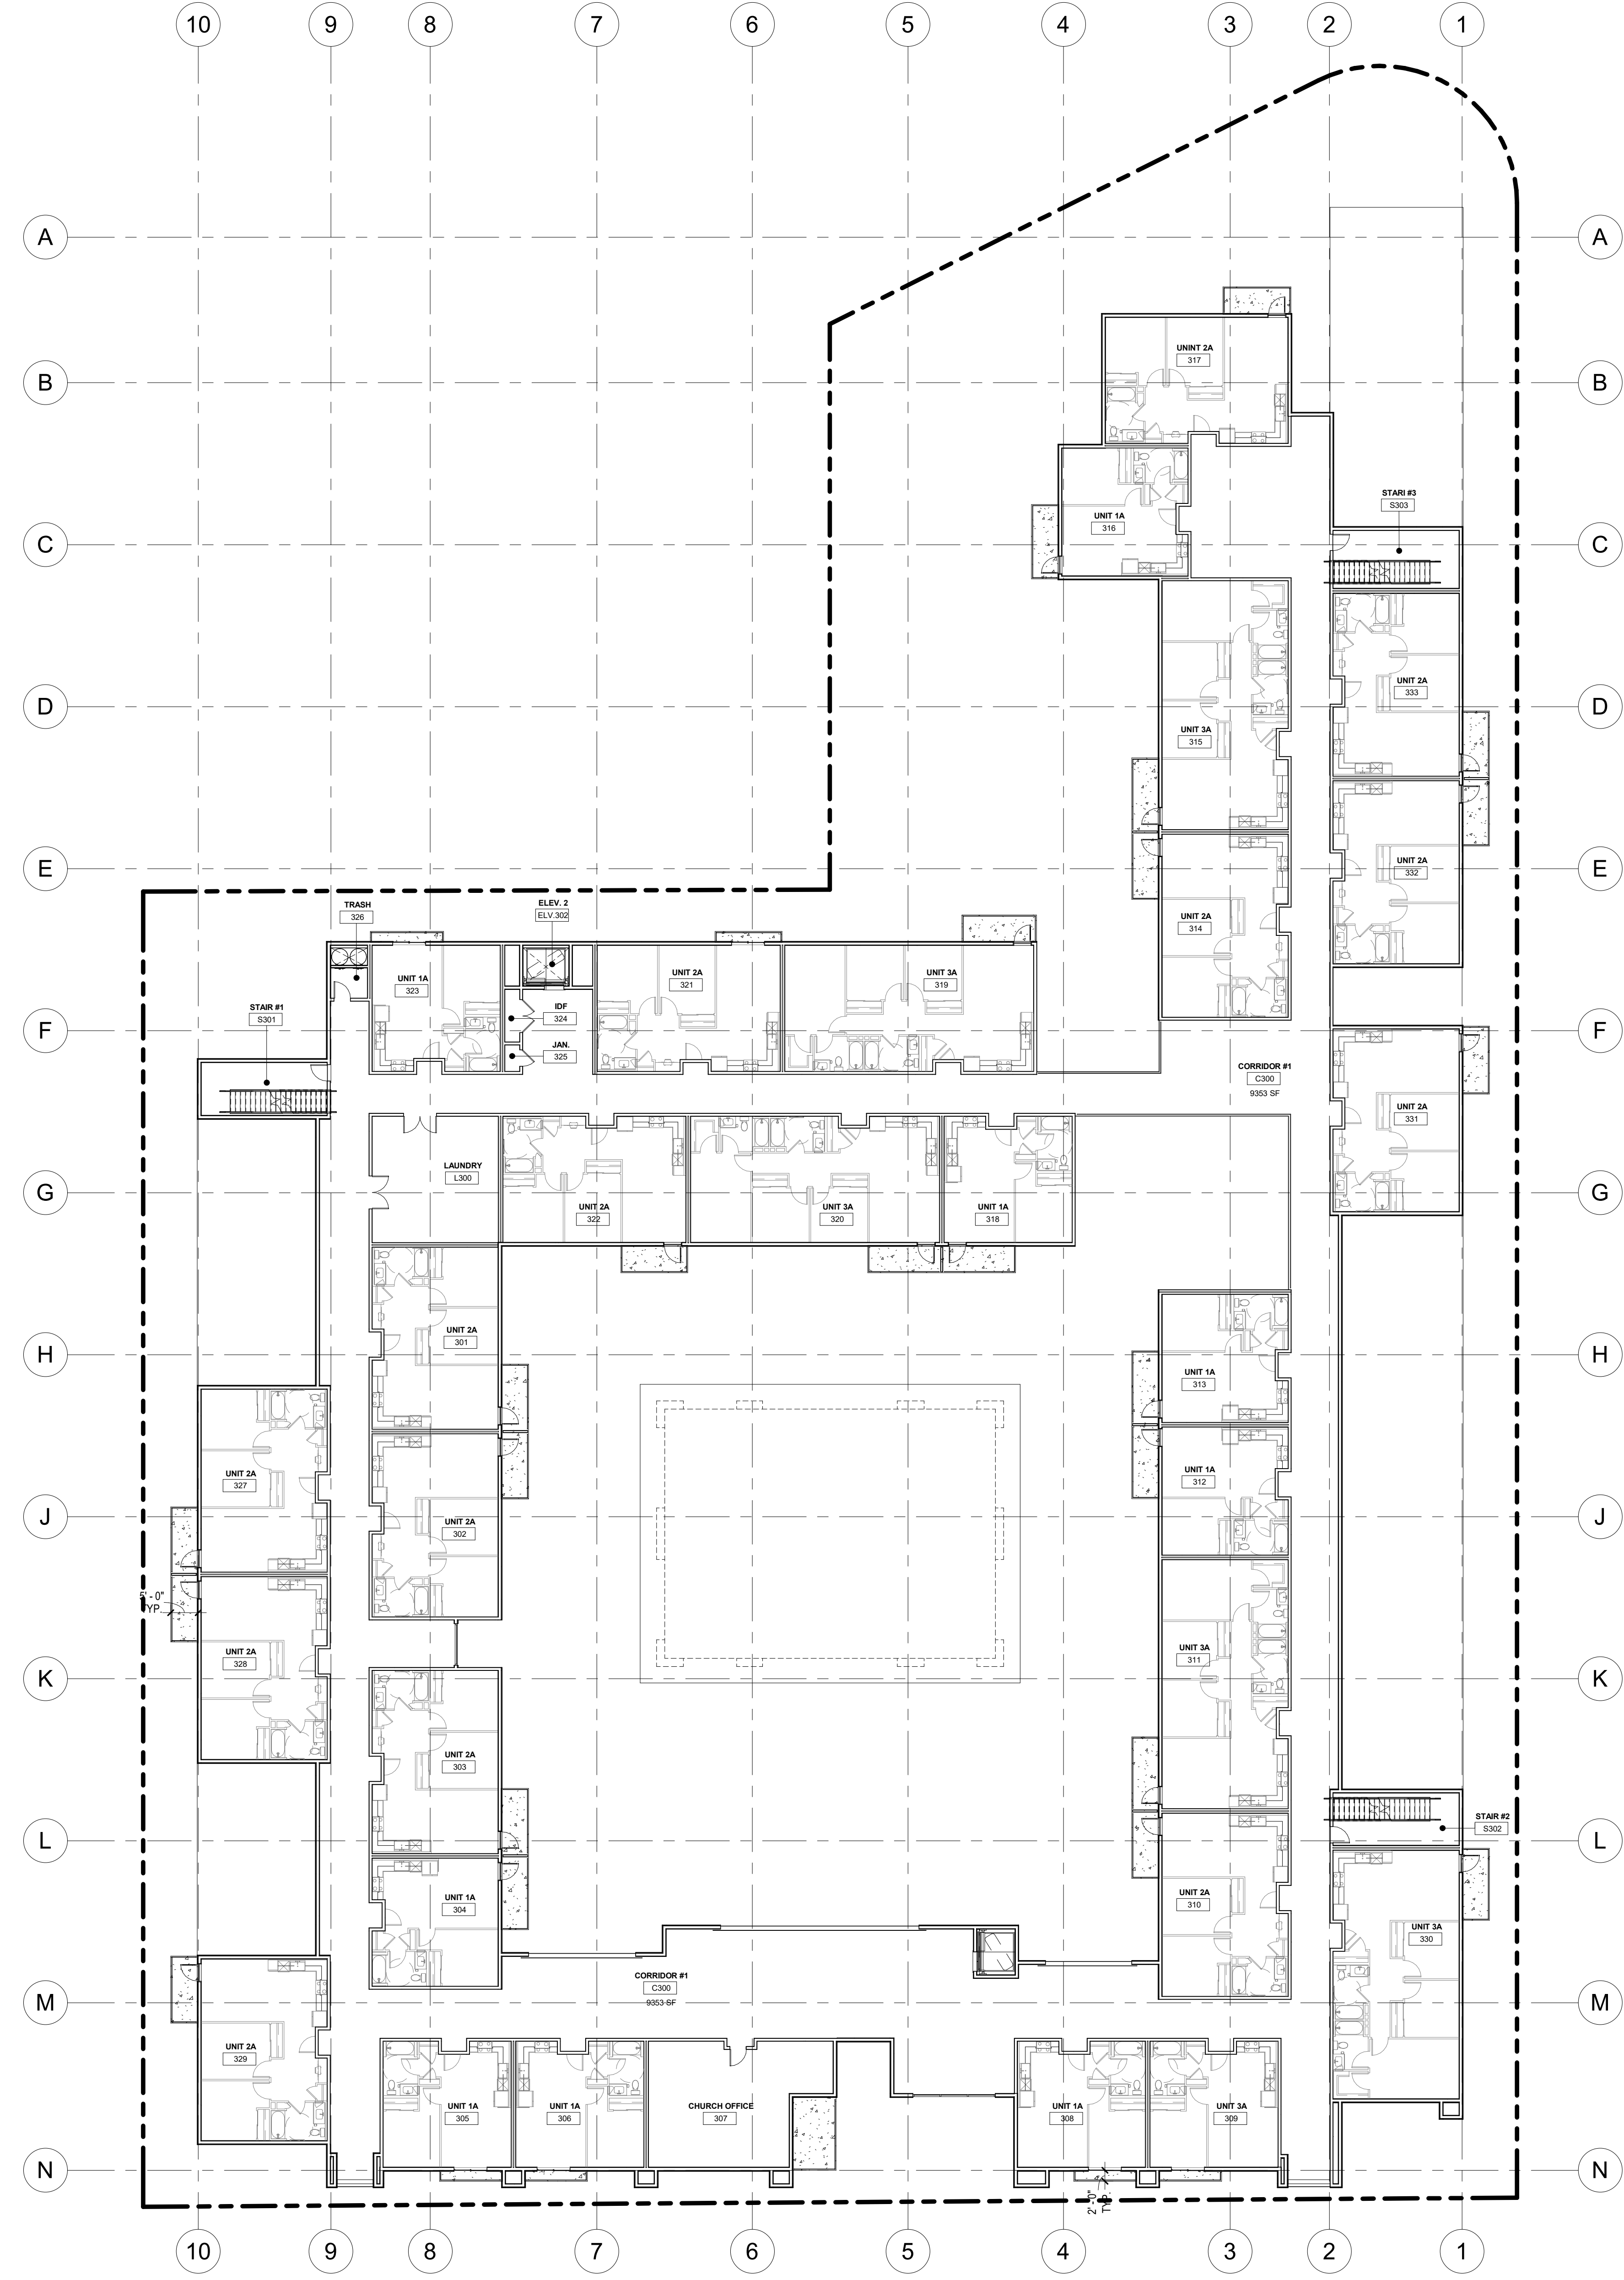 10 9 8 7 6 5 4 3 2 1
A A
UNINT 2A
317
B B
STARI #3
S303
UNIT 1A
316
C C
UNIT 2A
333
D D
UNIT 3A
315
UNIT 2A
332
E E
TRASH
326
ELEV. 2
ELV.302
UNIT 2A
314
UNIT 1A
323
UNIT 2A
321
UNIT 3A
319
STAIR #1
S301
IDF
324
F F
JAN.
325
CORRIDOR #1
C300
9353 SF
UNIT 2A
331
LAUNDRY
L300
G G
UNIT 2A
322
UNIT 3A
320
UNIT 1A
318
UNIT 2A
301
H H
UNIT 1A
313
UNIT 2A
327
UNIT 1A
312
J J
UNIT 2A
302
5' - 0"
TYP.
UNIT 2A
328
UNIT 3A
311
K K
UNIT 2A
303
STAIR #2
S302
L L
UNIT 1A
304
UNIT 2A
310
UNIT 3A
330
CORRIDOR #1
C300
9353 SF
M M
UNIT 2A
329
UNIT 1A
305
UNIT 1A
306
CHURCH OFFICE
307
UNIT 1A
308
UNIT 3A
309
N N
2' - 0"
TYP.
10 9 8 7 6 5 4 3 2 1